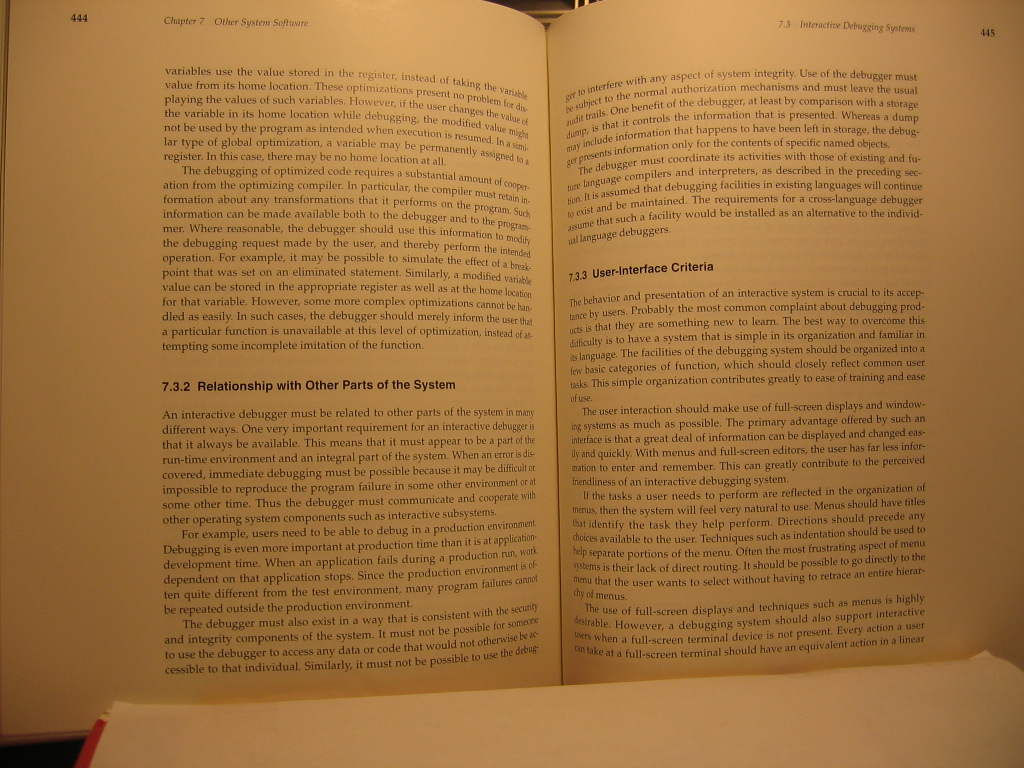 444
Chapter 7 Other System Software
variables use the value stored in the register, instead of taking the variable
value from its home location. These optimizations present no problem for dis-
playing the values of such variables. However, if the user changes the value of
the variable in its home location while debugging, the modified value might
not be used by the program as intended when execution is resumed. In a simi-
lar type of global optimization, a variable may be permanently assigned to a
register. In this case, there may be no home location at all.
The debugging of optimized code requires a substantial amount of cooper-
ation from the optimizing compiler. In particular, the compiler must retain in-
formation about any transformations that it performs on the program. Such
information can be made available both to the debugger and to the program-
mer. Where reasonable, the debugger should use this information to modify
the debugging request made by the user, and thereby perform the intended
operation. For example, it may be possible to simulate the effect of a break-
point that was set on an eliminated statement. Similarly, a modified variable
value can be stored in the appropriate register as well as at the home location
for that variable. However, some more complex optimizations cannot be han-
dled as easily. In such cases, the debugger should merely inform the user that
a particular function is unavailable at this level of optimization, instead of at-
tempting some incomplete imitation of the function.
7.3.2 Relationship with Other Parts of the System
An interactive debugger must be related to other parts of the system in many
different ways. One very important requirement for an interactive debugger is
that it always be available. This means that it must appear to be a part of the
run-time environment and an integral part of the system. When an error is dis-
covered, immediate debugging must be possible because it may be difficult or
impossible to reproduce the program failure in some other environment or at
some other time. Thus the debugger must communicate and cooperate with
other operating system components such as interactive subsystems.
For example, users need to be able to debug in a production environment.
Debugging is even more important at production time than it is at application-
development time. When an application fails during a production run, work
dependent on that application stops. Since the production environment is of-
ten quite different from the test environment, many program failures cannot
be repeated outside the production environment.
The debugger must also exist in a way that is consistent with the security
and integrity components of the system. It must not be possible for someone
to use the debugger to access any data or code that would not otherwise be ac-
cessible to that individual. Similarly, it must not be possible to use the debug-
7.3 Interactive Debugging Systems
445
ger to interfere with any aspect of system integrity. Use of the debugger must
be subject to the normal authorization mechanisms and must leave the usual
audit trails. One benefit of the debugger, at least by comparison with a storage
dump, is that it controls the information that is presented. Whereas a dump
may include information that happens to have been left in storage, the debug-
ger presents information only for the contents of specific named objects.
The debugger must coordinate its activities with those of existing and fu-
ture language compilers and interpreters, as described in the preceding sec-
tion. It is assumed that debugging facilities in existing languages will continue
to exist and be maintained. The requirements for a cross-language debugger
assume that such a facility would be installed as an alternative to the individ-
ual language debuggers.
7.3.3 User-Interface Criteria
The behavior and presentation of an interactive system is crucial to its accep-
tance by users. Probably the most common complaint about debugging prod-
ucts is that they are something new to learn. The best way to overcome this
difficulty is to have a system that is simple in its organization and familiar in
its language. The facilities of the debugging system should be organized into a
few basic categories of function, which should closely reflect common user
tasks. This simple organization contributes greatly to ease of training and ease
of use.
The user interaction should make use of full-screen displays and window-
ing systems as much as possible. The primary advantage offered by such an
interface is that a great deal of information can be displayed and changed eas-
ily and quickly. With menus and full-screen editors, the user has far less infor-
mation to enter and remember. This can greatly contribute to the perceived
friendliness of an interactive debugging system.
If the tasks a user needs to perform are reflected in the organization of
menus, then the system will feel very natural to use. Menus should have titles
that identify the task they help perform. Directions should precede any
choices available to the user. Techniques such as indentation should be used to
help separate portions of the menu. Often the most frustrating aspect of menu
systems is their lack of direct routing. It should be possible to go directly to the
menu that the user wants to select without having to retrace an entire hierar-
chy of menus.
The use of full-screen displays and techniques such as menus is highly
desirable. However, a debugging system should also support interactive
users when a full-screen terminal device is not present. Every action a user
can take at a full-screen terminal should have an equivalent action in a linear